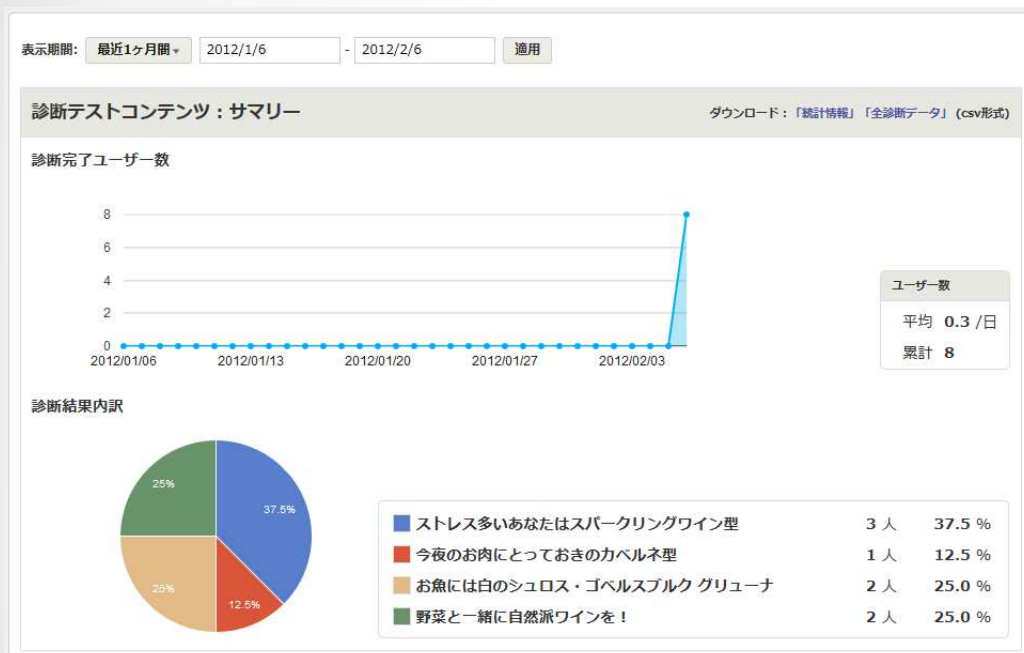 表示期間: 最近1ヶ月間 2012/1/6 - 2012/2/6 適用
診断テストコンテンツ：サマリー ダウンロード：「統計情報」「全診断データ」 (csv形式)
診断完了ユーザー数
8
6
4
2
0
2012/01/06 2012/01/13 2012/01/20 2012/01/27 2012/02/03
ユーザー数
平均 0.3 /日
累計 8
診断結果内訳
25%
37.5%
25%
12.5%
ストレス多いあなたはスパークリングワイン型 3 人 37.5 %
今夜のお肉にとっておきのカベルネ型 1 人 12.5 %
お魚には白のシュロス・ゴベルスブルク グリューナ 2 人 25.0 %
野菜と一緒に自然派ワインを！ 2 人 25.0 %